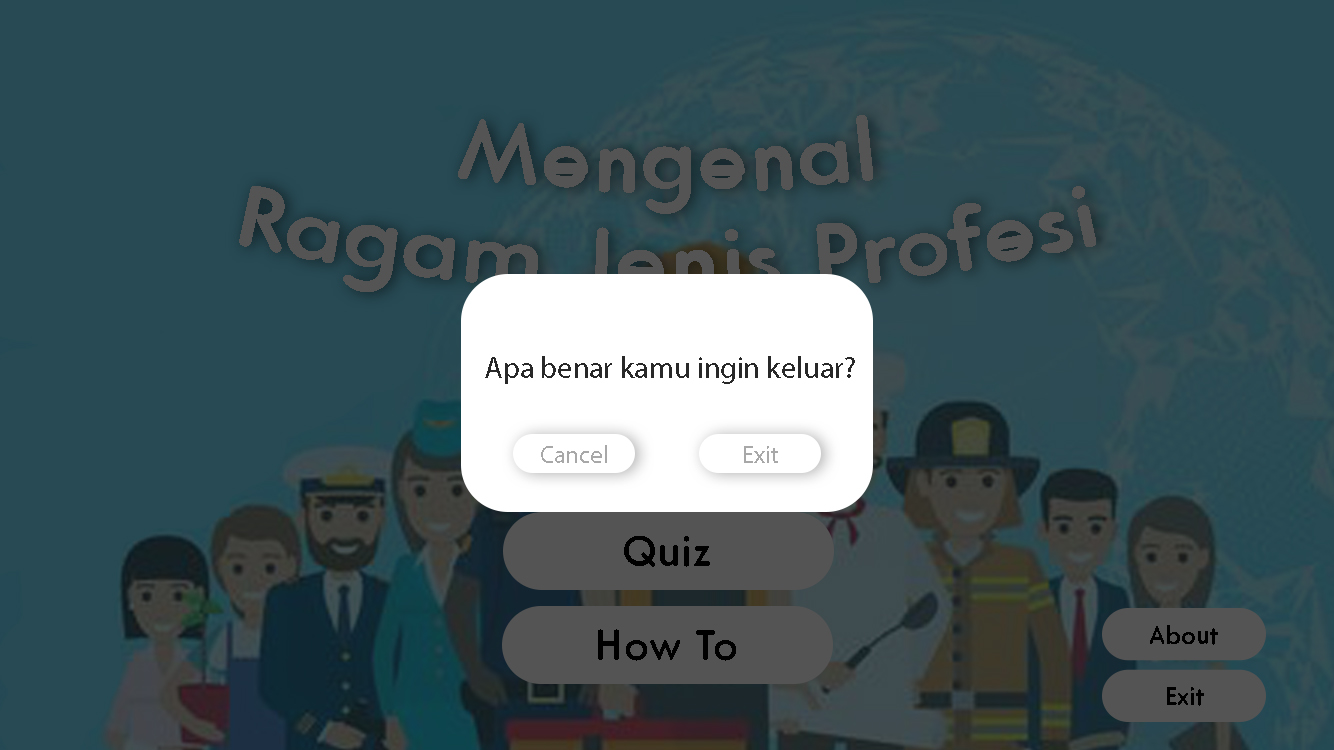 Mengenal
Ragam Jenis Profesi
Apa benar kamu ingin keluar?
Cancel
Exit
Quiz
How To
About
Exit